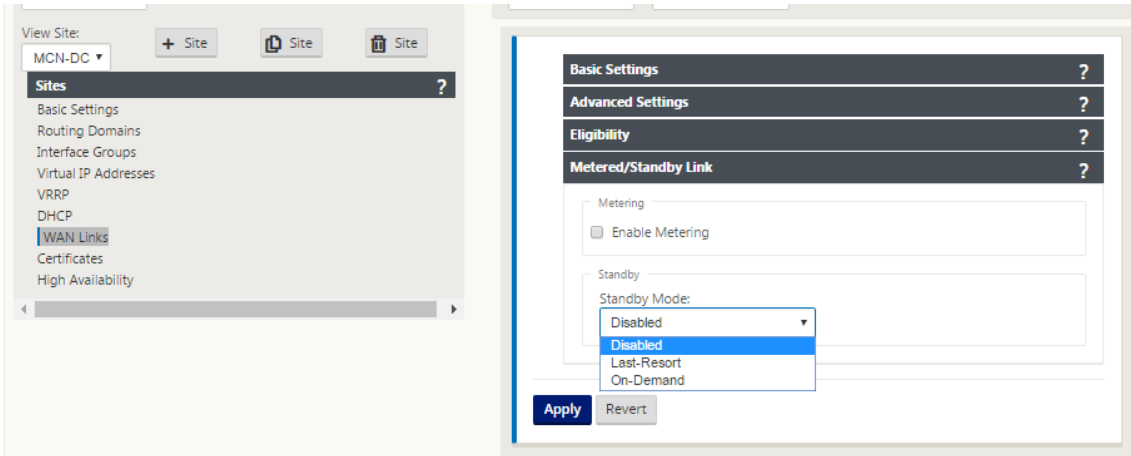 View Site:
MCN-DC
+ Site
Site
Site
Sites ?
Basic Settings
Routing Domains
Interface Groups
Virtual IP Addresses
VRRP
DHCP
WAN Links
Certificates
High Availability
Basic Settings ?
Advanced Settings ?
Eligibility ?
Metered/Standby Link ?
Metering
Enable Metering
Standby
Standby Mode:
Disabled
Disabled
Last-Resort
On-Demand
Apply
Revert